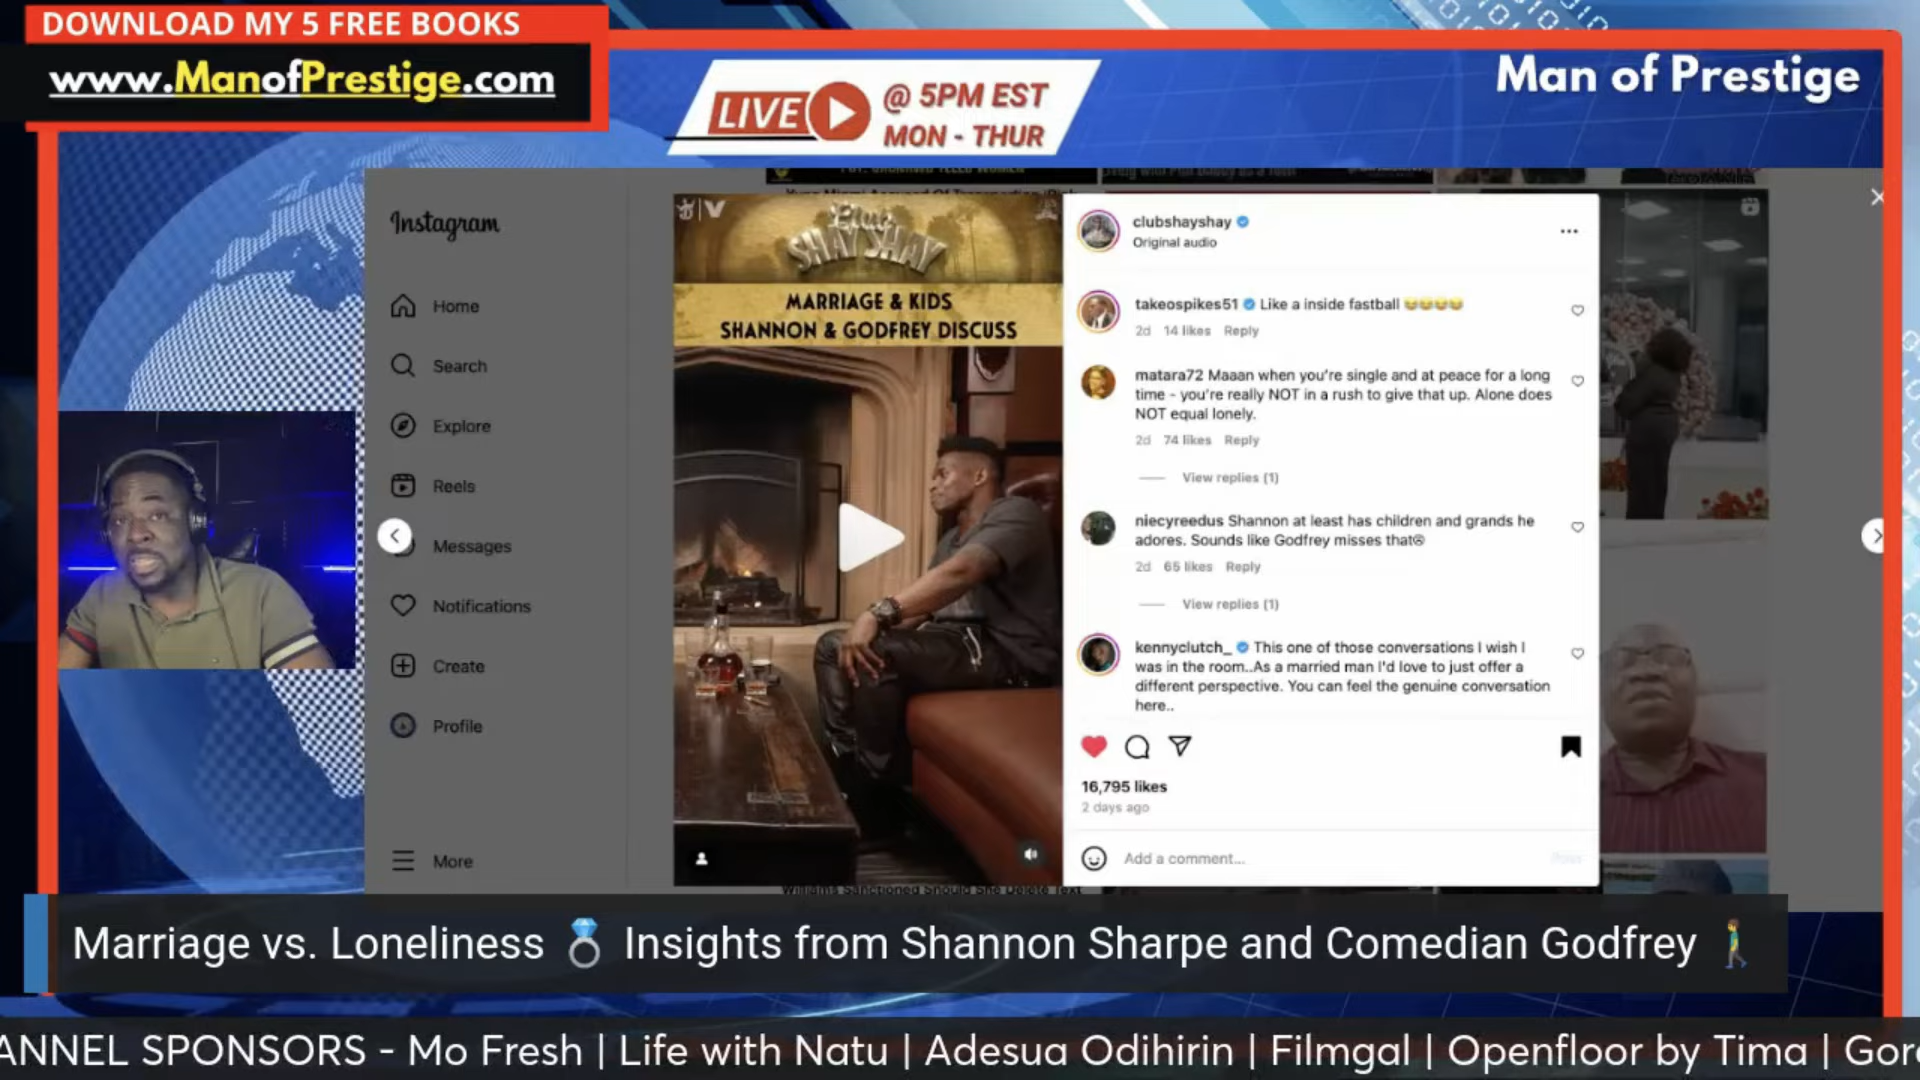 DOWNLOAD MY 5 FREE BOOKS
www.ManofPrestige.com
LIVE @ 5PM EST
MON - THUR
Man of Prestige
Instagram
Home
Search
Explore
Reels
Messages
Notifications
Create
Profile
More
Club
SHAY SHAY
MARRIAGE & KIDS
SHANNON & GODFREY DISCUSS
clubshayshay
Original audio
takeospikes51 Like a inside fastball 😂😂😂😂
2d 14 likes Reply
matara72 Maaan when you're single and at peace for a long
time - you're really NOT in a rush to give that up. Alone does
NOT equal lonely.
2d 74 likes Reply
View replies (1)
niecyreedus Shannon at least has children and grands he
adores. Sounds like Godfrey misses that☹
2d 65 likes Reply
View replies (1)
kennyclutch_ This one of those conversations I wish I
was in the room..As a married man I'd love to just offer a
different perspective. You can feel the genuine conversation
here..
16,795 likes
2 days ago
Add a comment...
Post
Williams Sanctioned Should She Delete Text
Marriage vs. Loneliness 💍 Insights from Shannon Sharpe and Comedian Godfrey 🚶‍♂️
ANNEL SPONSORS - Mo Fresh | Life with Natu | Adesua Odihirin | Filmgal | Openfloor by Tima | Gor